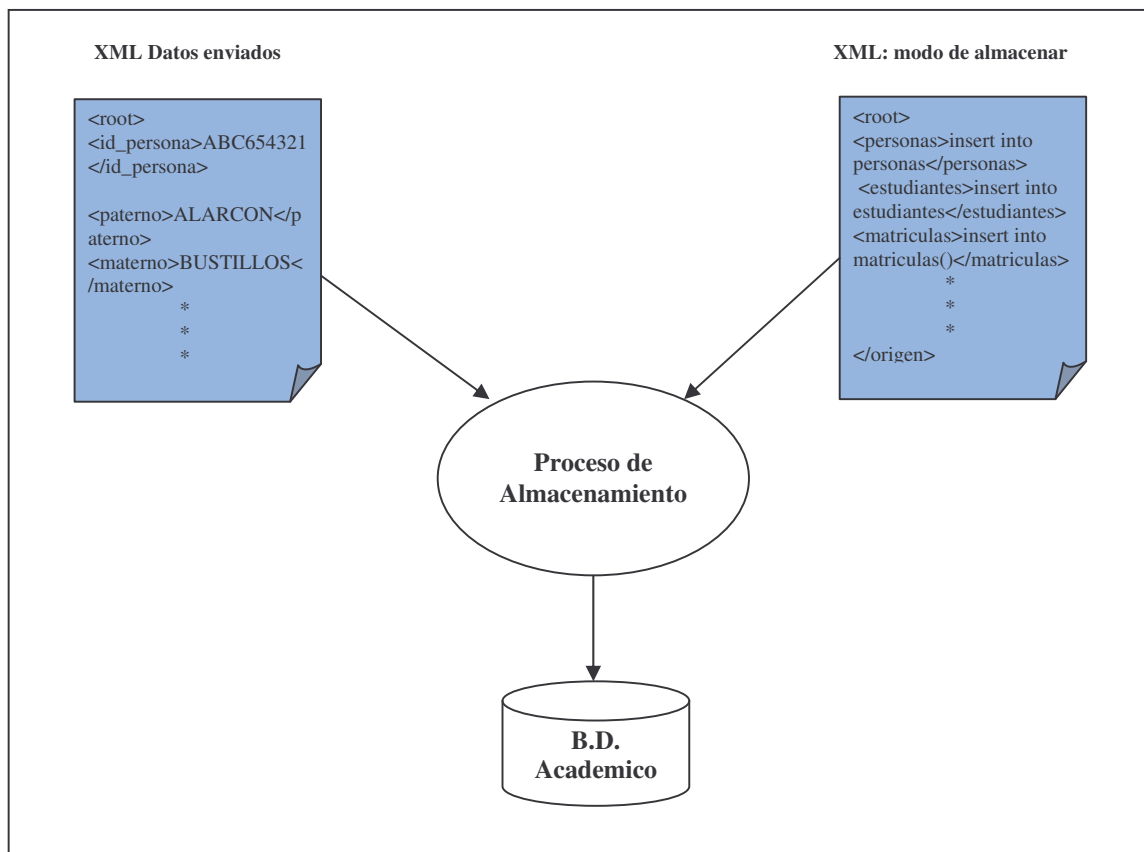 XML Datos enviados
<root>
<id_persona>ABC654321
</id_persona>
<paterno>ALARCON</p
aterno>
<materno>BUSTILLOS<
/materno>
*
*
*
XML: modo de almacenar
<root>
<personas>insert into
personas</personas>
<estudiantes>insert into
estudiantes</estudiantes>
<matriculas>insert into
matriculas()</matriculas>
*
*
*
</origen>
Proceso de
Almacenamiento
B.D.
Academico